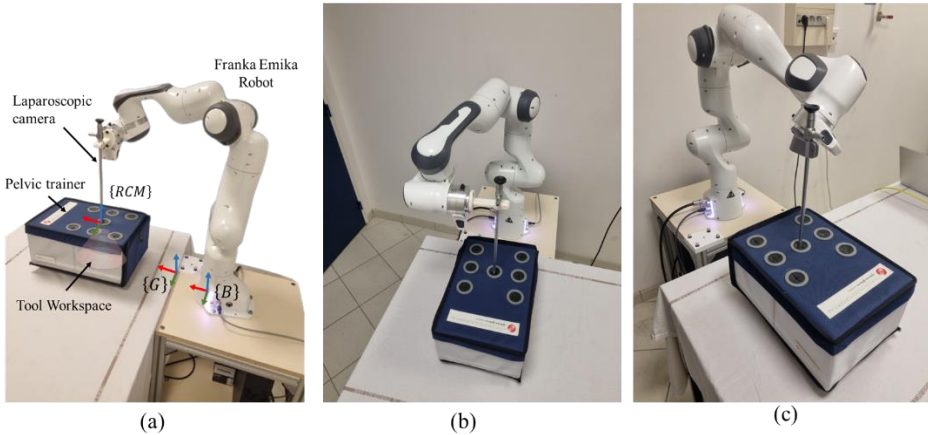 Franka Emika
Robot
Laparoscopic
camera
{RCM}
Pelvic trainer
{G}
{B}
Tool Workspace
(a)
(b)
(c)